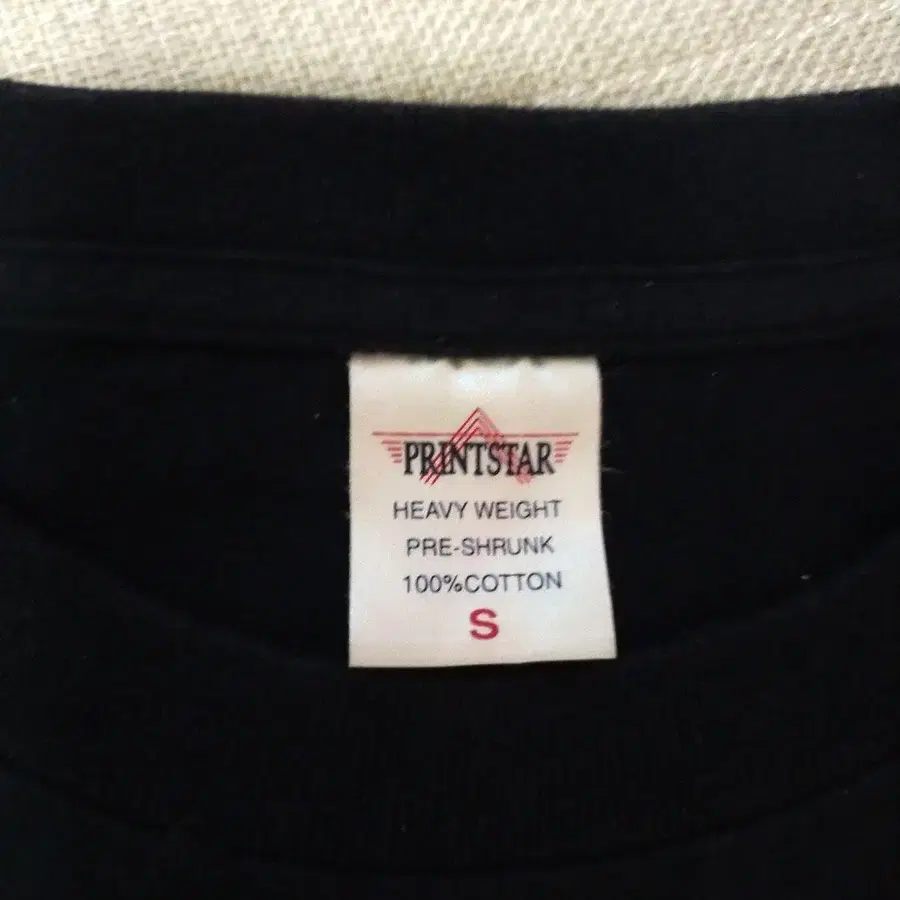 PRINTSTAR
HEAVY WEIGHT
PRE-SHRUNK
100%COTTON
S